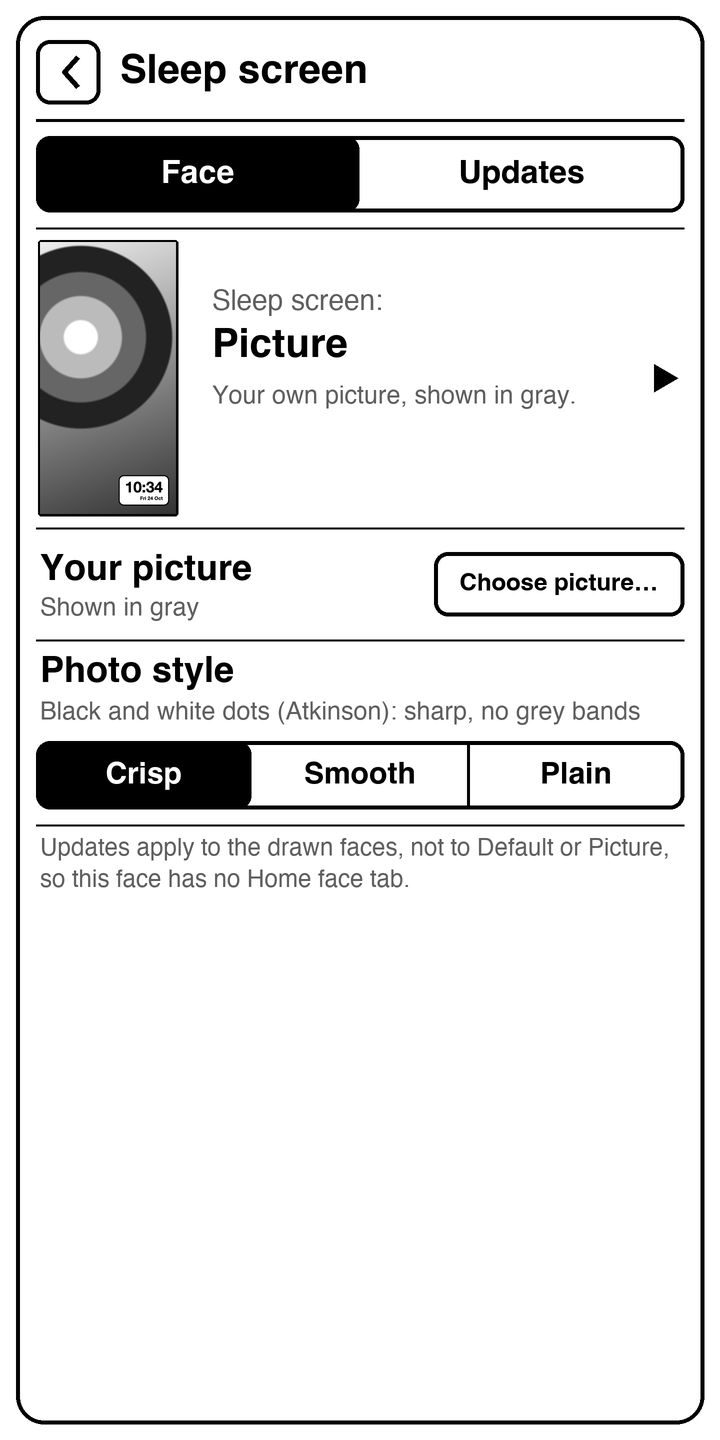 Sleep screen
Face
Updates
Sleep screen:
Picture
Your own picture, shown in gray.
10:34
Fri 24 Oct
Your picture
Shown in gray
Choose picture...
Photo style
Black and white dots (Atkinson): sharp, no grey bands
Crisp
Smooth
Plain
Updates apply to the drawn faces, not to Default or Picture,
so this face has no Home face tab.